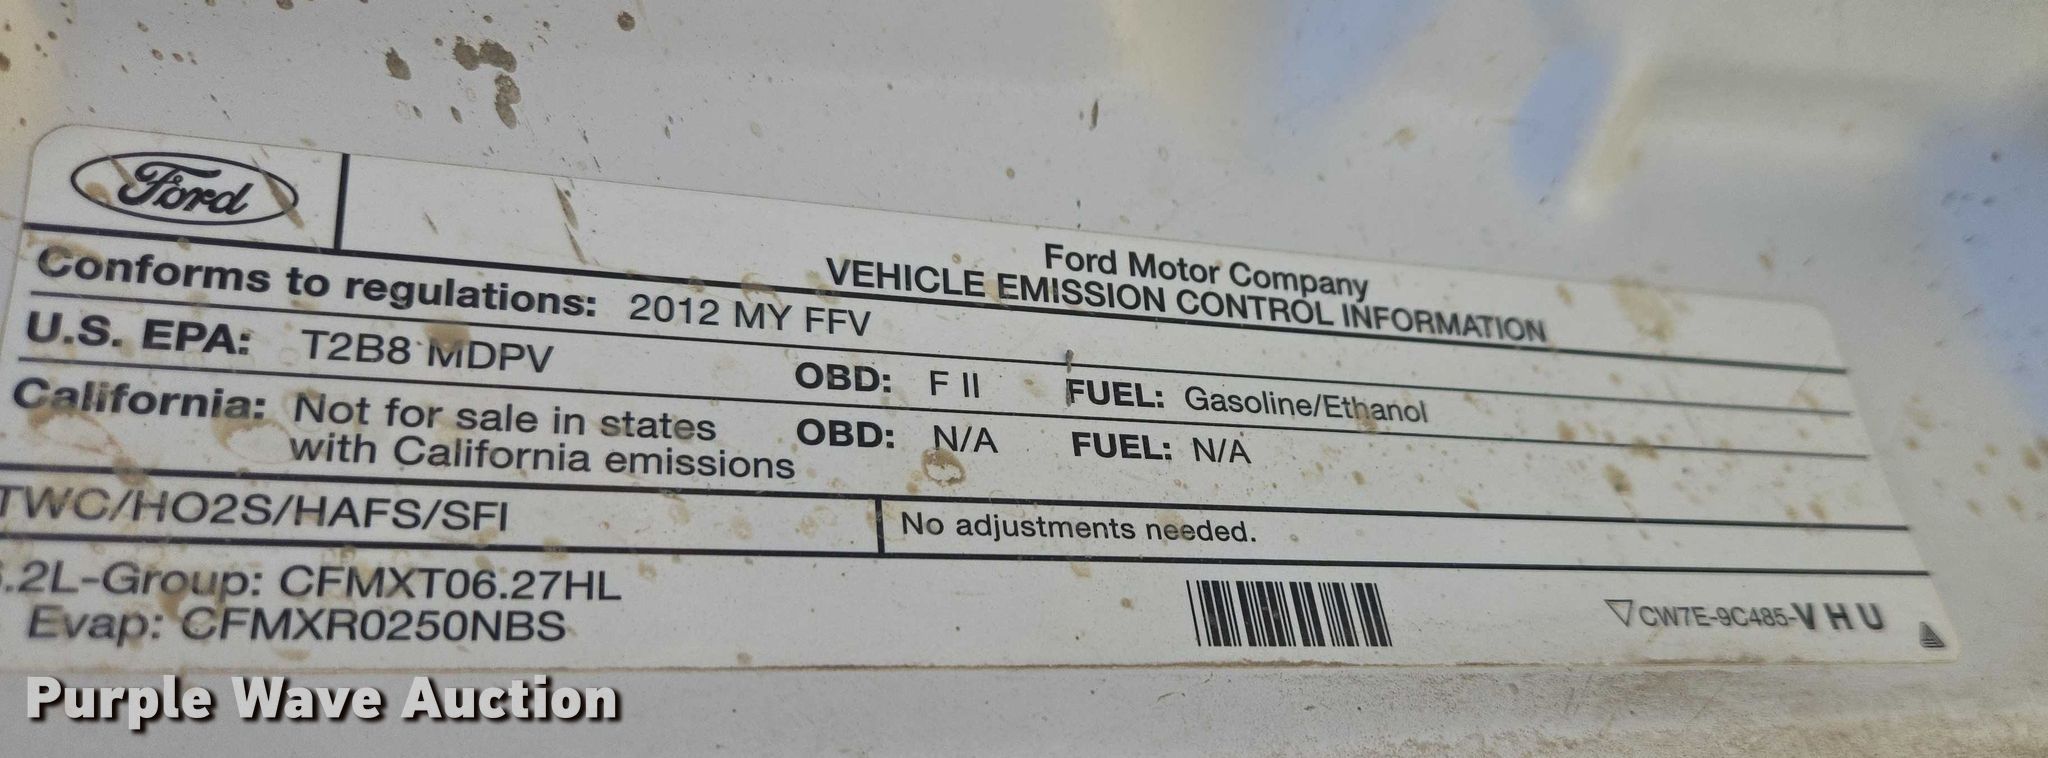 Ford
Ford Motor Company
VEHICLE EMISSION CONTROL INFORMATION
Conforms to regulations: 2012 MY FFV
U.S. EPA: T2B8 MDPV OBD: F II FUEL: Gasoline/Ethanol
California: Not for sale in states with California emissions OBD: N/A FUEL: N/A
TWC/HO2S/HAFS/SFI
No adjustments needed.
.2L-Group: CFMXT06.27HL
Evap: CFMXR0250NBS
CW7E-9C485-VHU
Purple Wave Auction